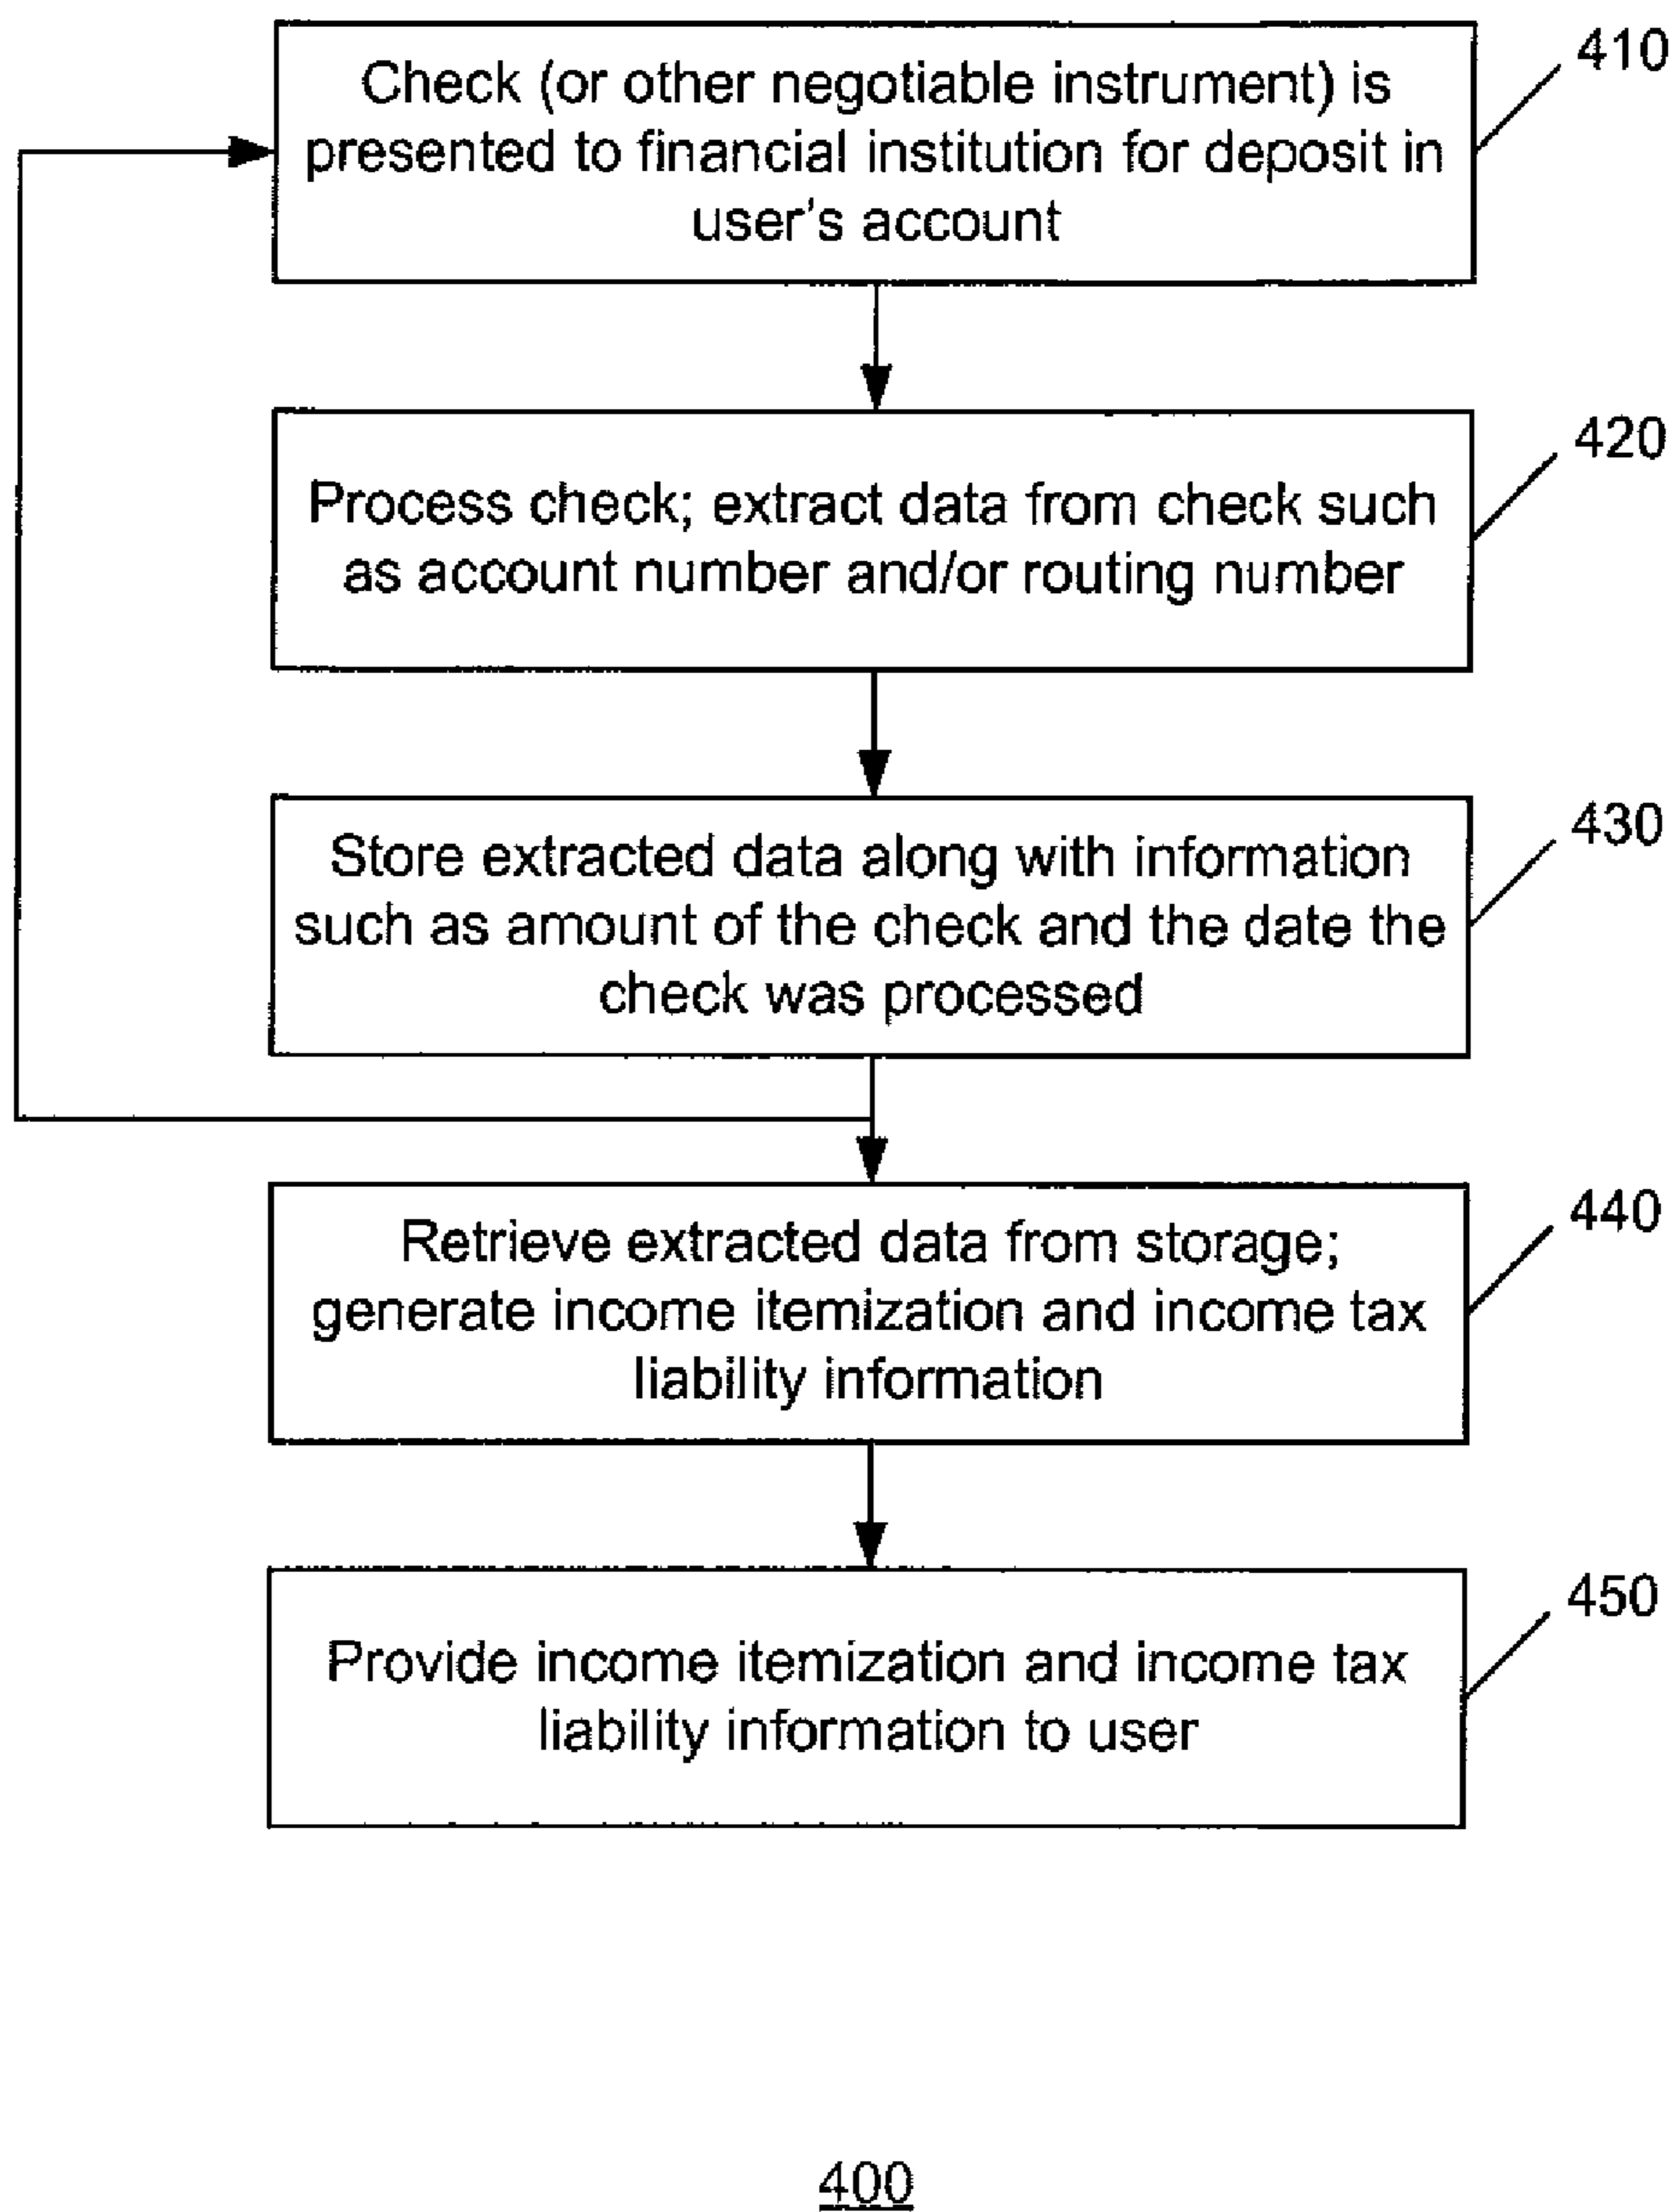 410
Check (or other negotiable instrument) is
presented to financial institution for deposit in
user's account
420
Process check; extract data from check such
as account number and/or routing number
430
Store extracted data along with information
such as amount of the check and the date the
check was processed
440
Retrieve extracted data from storage;
generate income itemization and income tax
liability information
450
Provide income itemization and income tax
liability information to user
400